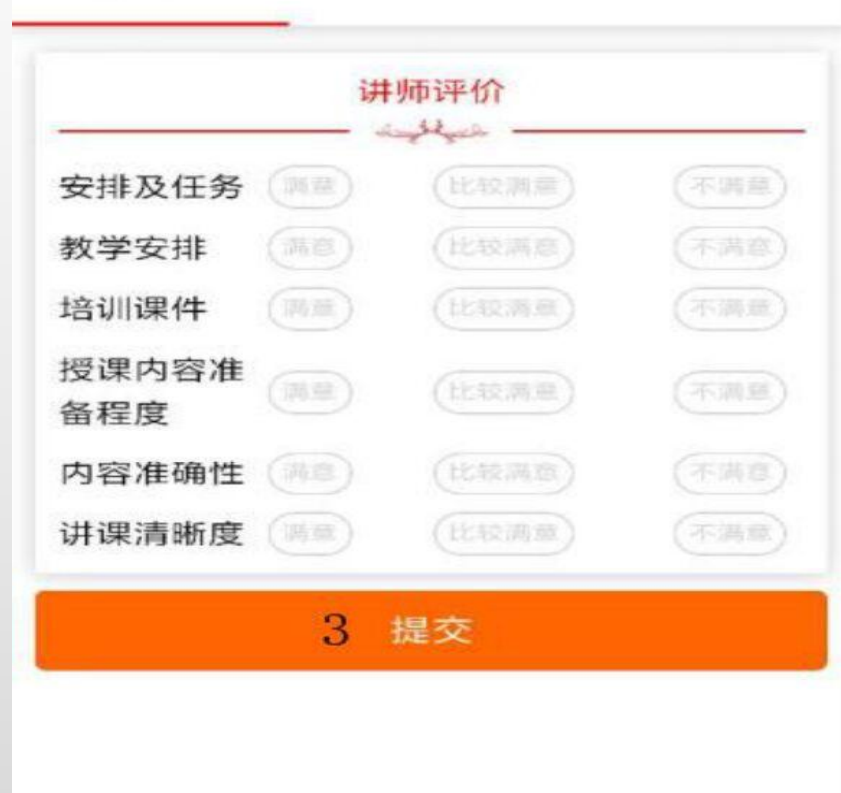 讲师评价
安排及任务 满意 比较满意 不满意
教学安排 满意 比较满意 不满意
培训课件 满意 比较满意 不满意
授课内容准
备程度 满意 比较满意 不满意
内容准确性 满意 比较满意 不满意
讲课清晰度 满意 比较满意 不满意
3 提交